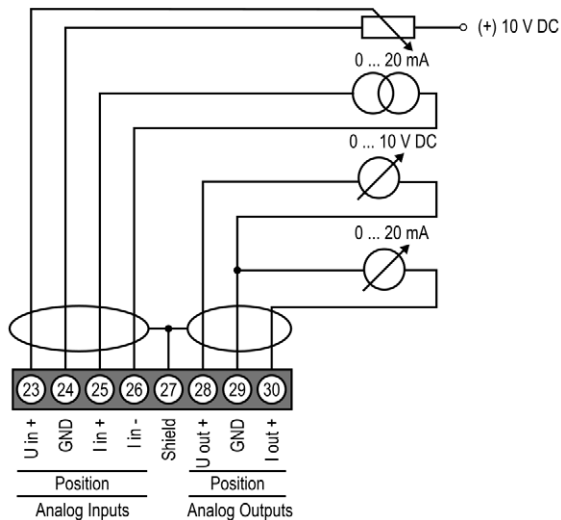 (+) 10 V DC
0 ... 20 mA
0 ... 10 V DC
0 ... 20 mA
23 24 25 26 27 28 29 30
U in +
GND
I in +
I in -
Shield
U out +
GND
I out +
Position
Position
Analog Inputs
Analog Outputs